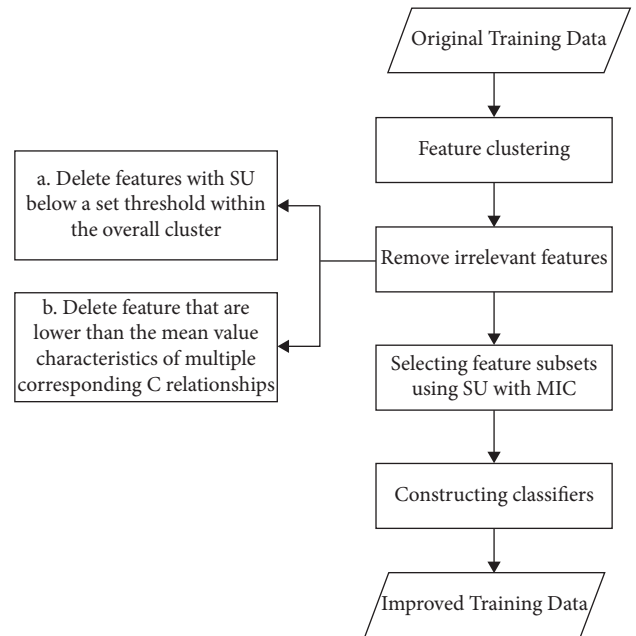 Original Training Data
Feature clustering
a. Delete features with SU
below a set threshold within
the overall cluster
Remove irrelevant features
b. Delete feature that are
lower than the mean value
characteristics of multiple
corresponding C relationships
Selecting feature subsets
using SU with MIC
Constructing classifiers
Improved Training Data